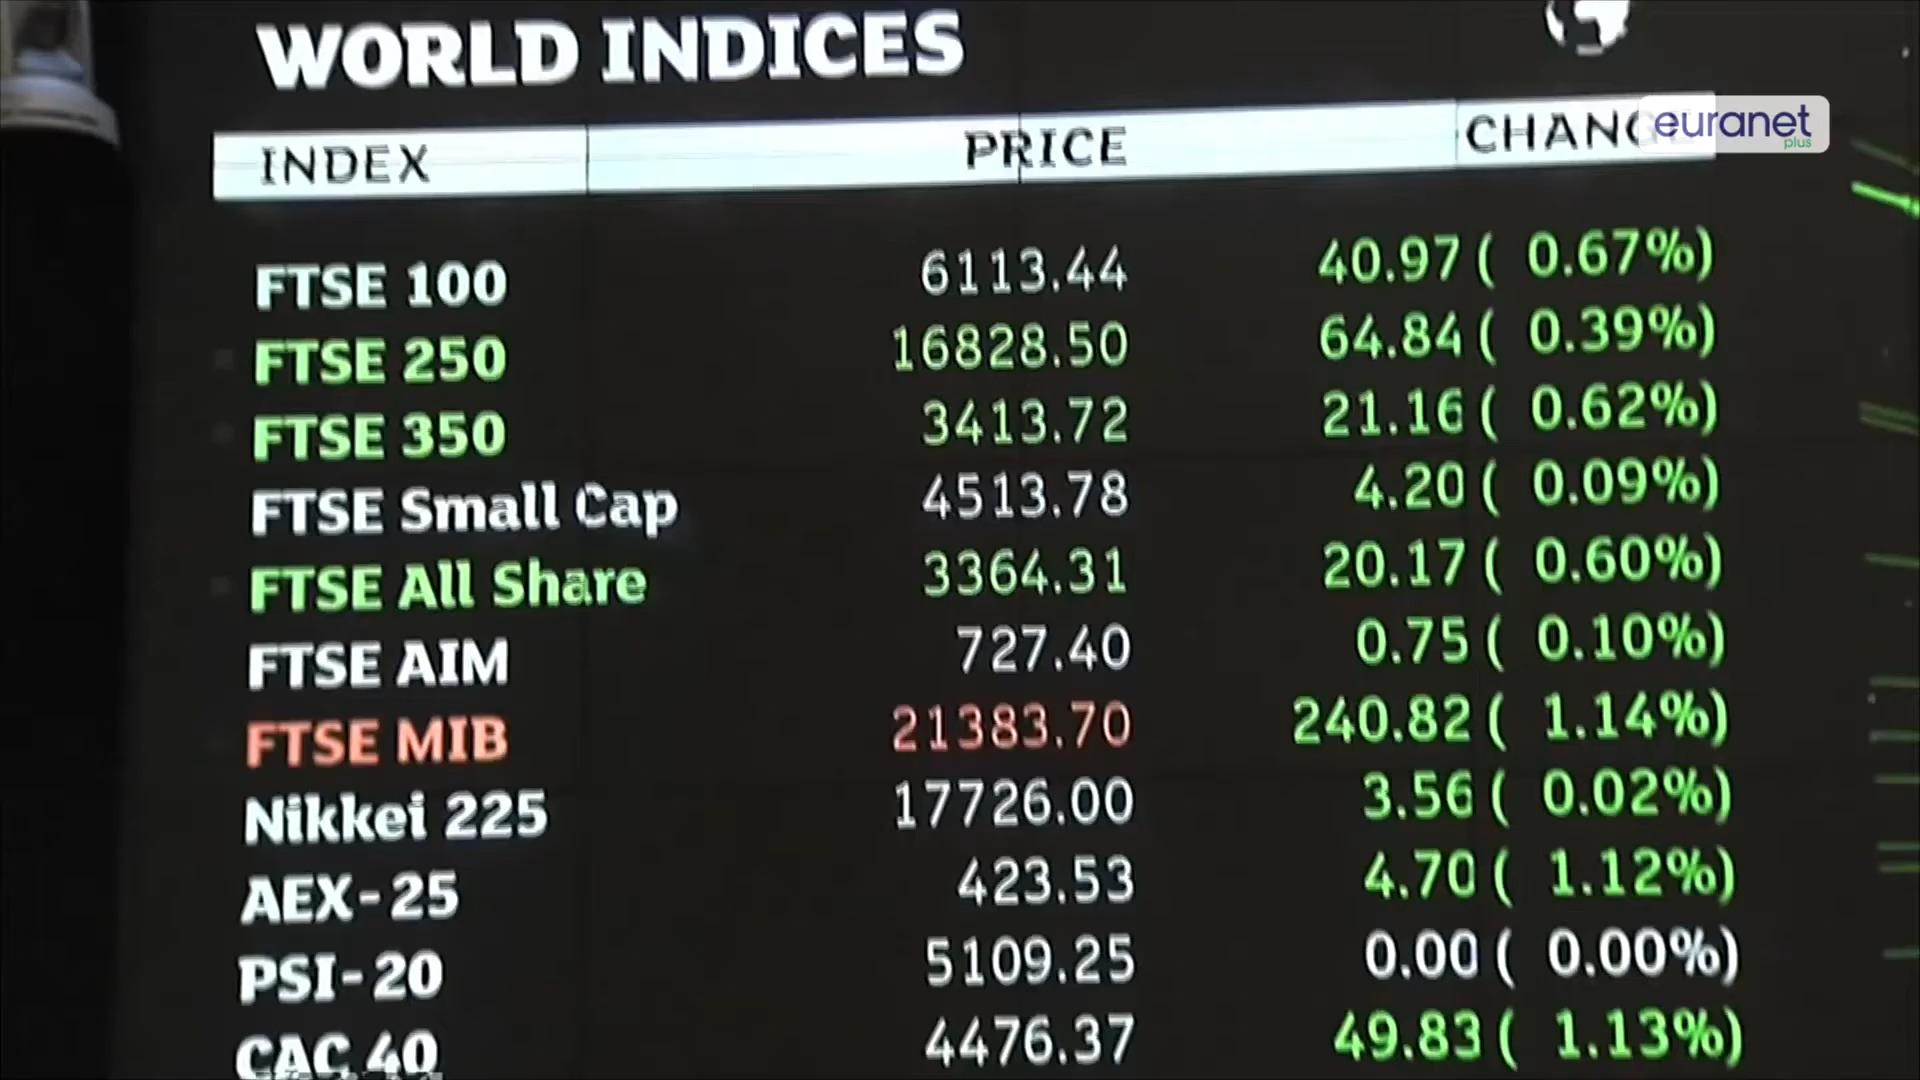 WORLD INDICES
euranet
plus
INDEX PRICE CHANG
FTSE 100 6113.44 40.97 ( 0.67%)
FTSE 250 16828.50 64.84 ( 0.39%)
FTSE 350 3413.72 21.16 ( 0.62%)
FTSE Small Cap 4513.78 4.20 ( 0.09%)
FTSE All Share 3364.31 20.17 ( 0.60%)
FTSE AIM 727.40 0.75 ( 0.10%)
FTSE MIB 21383.70 240.82 ( 1.14%)
Nikkei 225 17726.00 3.56 ( 0.02%)
AEX-25 423.53 4.70 ( 1.12%)
PSI-20 5109.25 0.00 ( 0.00%)
CAC 40 4476.37 49.83 ( 1.13%)